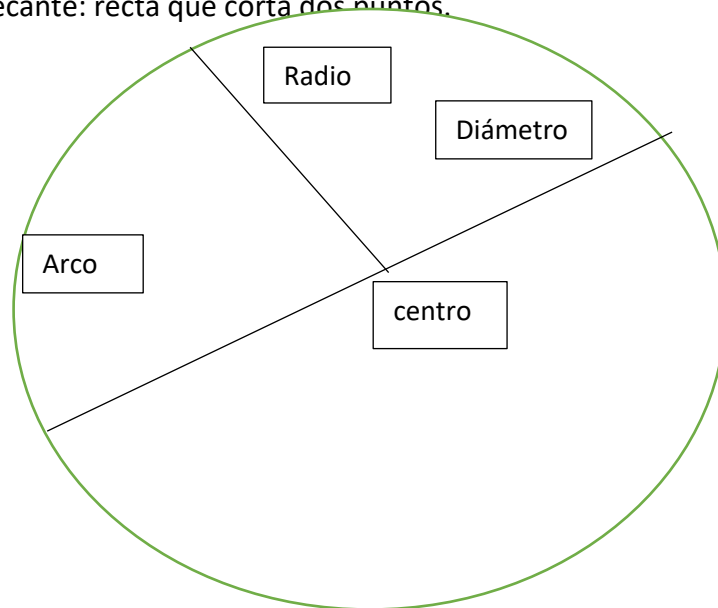 ecante: recta que corta dos puntos.
Radio
Diámetro
Arco
centro